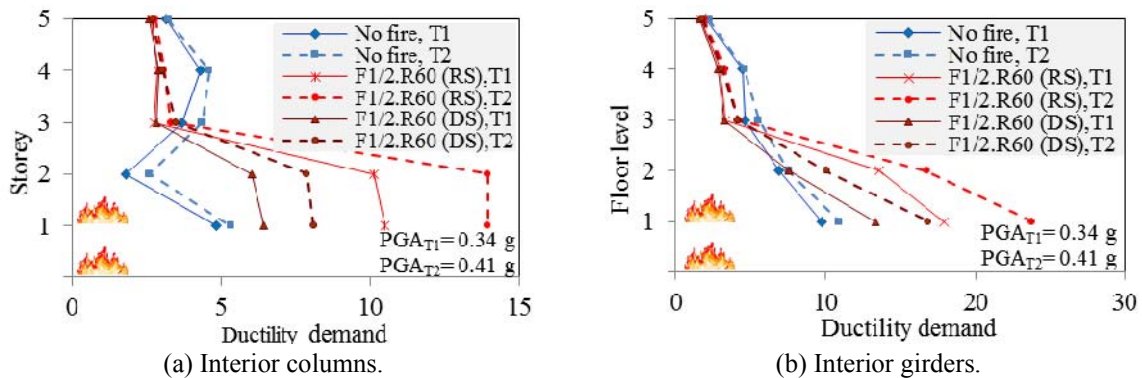 5
4
3
2
1
Storey
No fire, T1
No fire, T2
F1/2.R60 (RS),T1
F1/2.R60 (RS),T2
F1/2.R60 (DS),T1
F1/2.R60 (DS),T2
PGAT1= 0.34 g
PGAT2= 0.41 g
0 5 10 15
Ductility demand
(a) Interior columns.
5
4
3
2
1
Floor level
No fire, T1
No fire, T2
F1/2.R60 (RS),T1
F1/2.R60 (RS),T2
F1/2.R60 (DS),T1
F1/2.R60 (DS),T2
PGAT1= 0.34 g
PGAT2= 0.41 g
0 10 20 30
Ductility demand
(b) Interior girders.